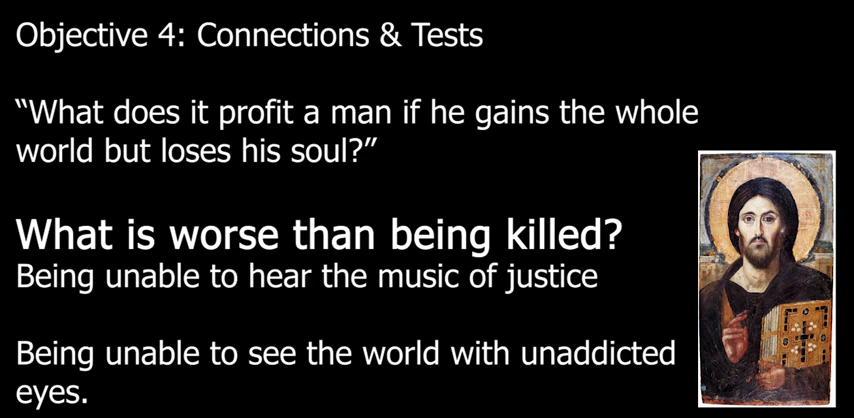 Objective 4: Connections & Tests
“What does it profit a man if he gains the whole
world but loses his soul?”
What is worse than being killed?
Being unable to hear the music of justice
Being unable to see the world with unaddicted
eyes.